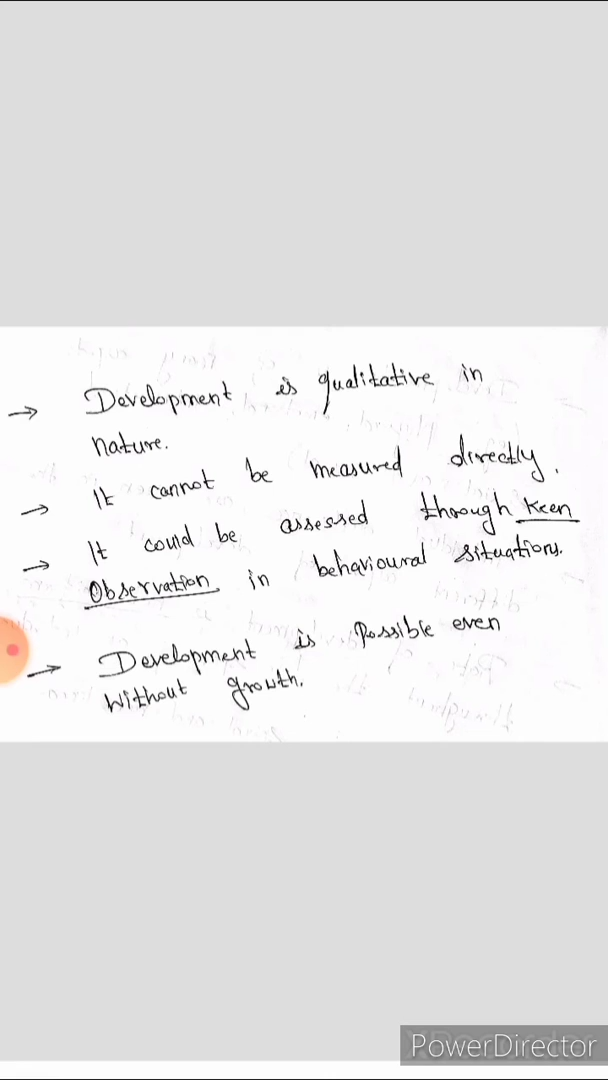 → Development is qualitative in
nature.
→ It cannot be measured directly.
→ It could be assessed through Keen
Observation in behavioural situations.
→ Development is possible even
without growth.
PowerDirector